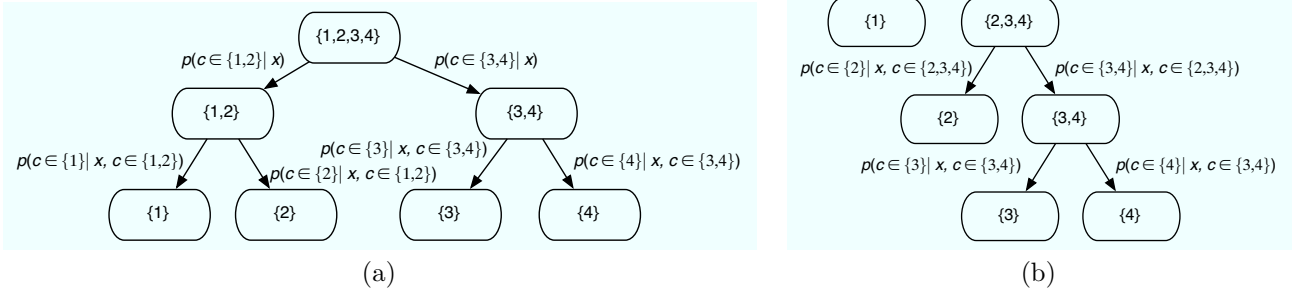 {1,2,3,4}
p(c ∈ {1,2}| x)
p(c ∈ {3,4}| x)
{1,2}
{3,4}
p(c ∈ {1}| x, c ∈ {1,2})
p(c ∈ {2}| x, c ∈ {1,2})
p(c ∈ {3}| x, c ∈ {3,4})
p(c ∈ {4}| x, c ∈ {3,4})
{1}
{2}
{3}
{4}
(a)
{1}
{2,3,4}
p(c ∈ {2}| x, c ∈ {2,3,4})
p(c ∈ {3,4}| x, c ∈ {2,3,4})
{2}
{3,4}
p(c ∈ {3}| x, c ∈ {3,4})
p(c ∈ {4}| x, c ∈ {3,4})
{3}
{4}
(b)